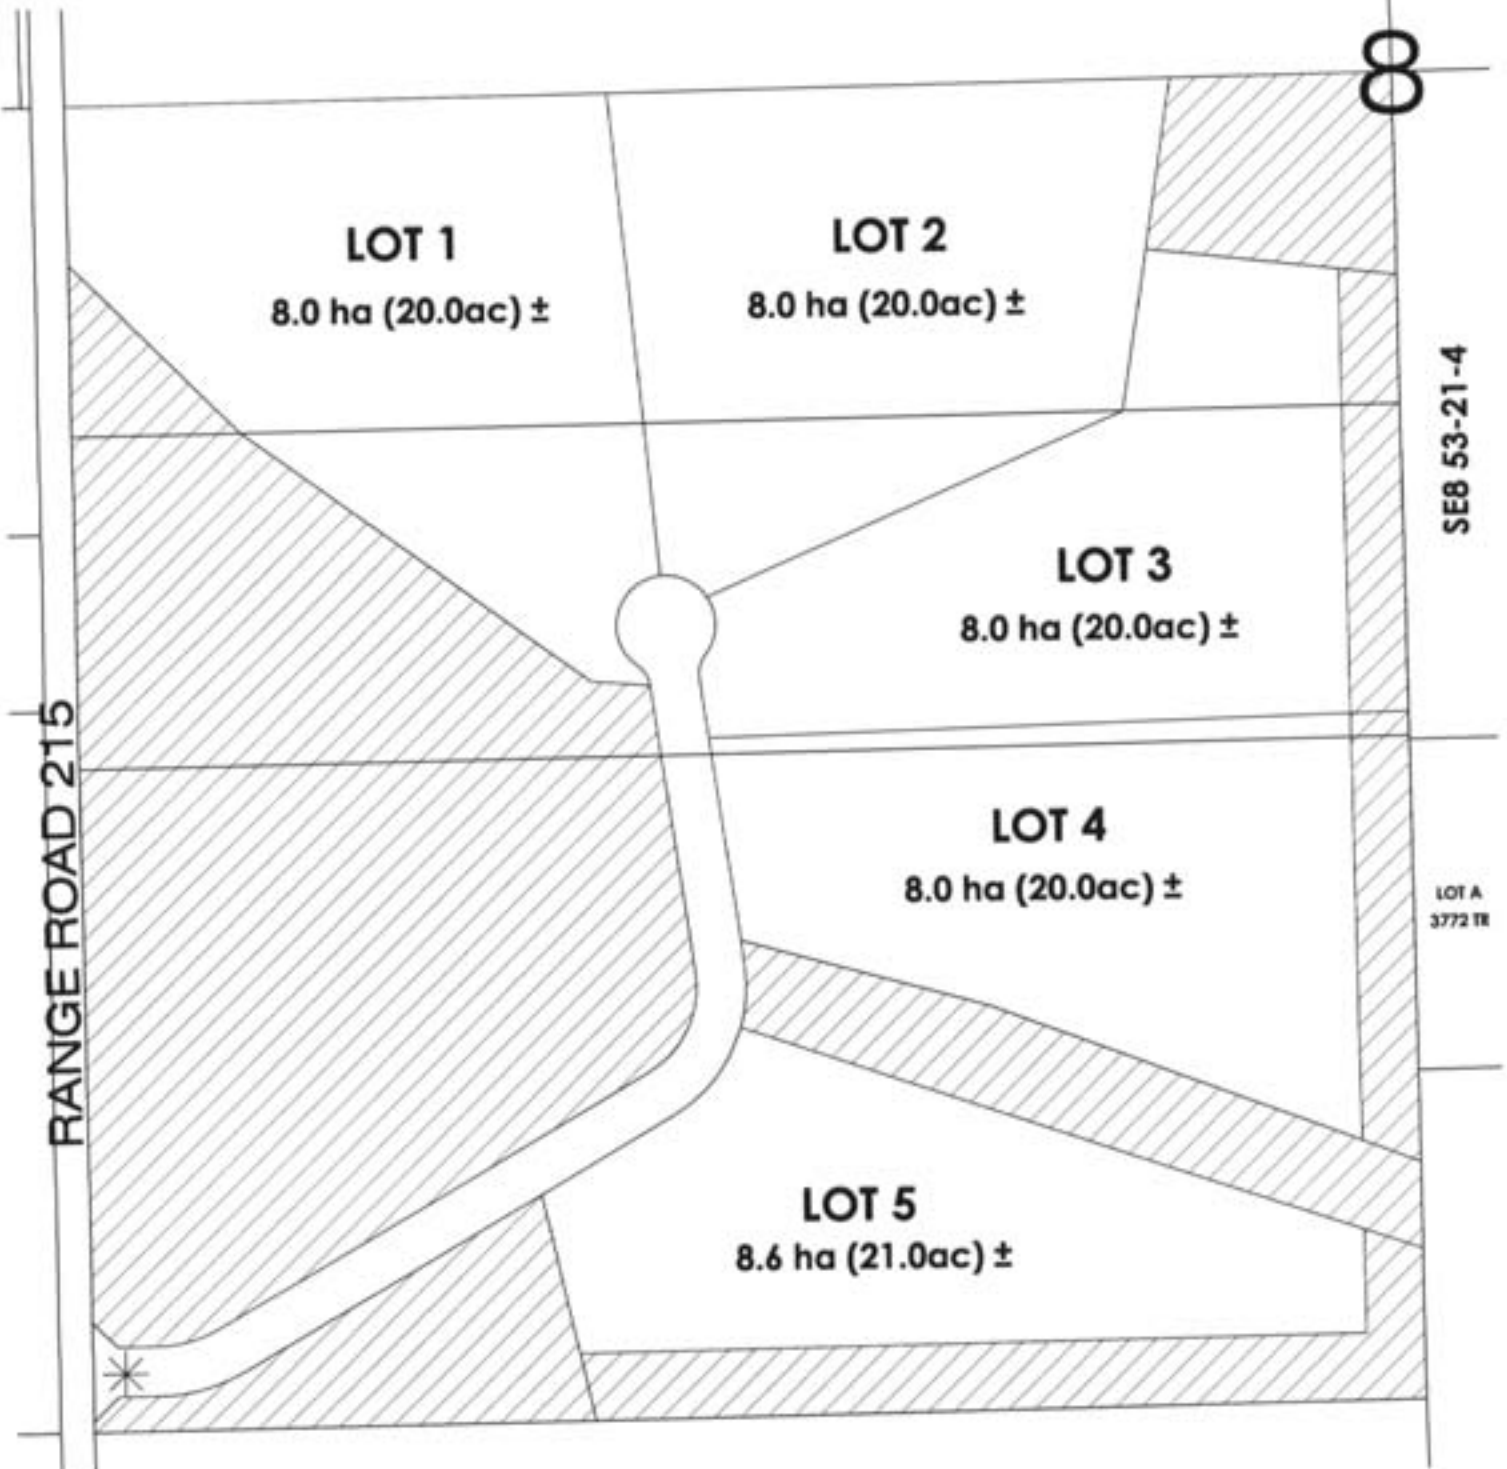 8
LOT 1
8.0 ha (20.0ac) ±
LOT 2
8.0 ha (20.0ac) ±
SE8 53-21-4
LOT 3
8.0 ha (20.0ac) ±
RANGE ROAD 215
LOT 4
8.0 ha (20.0ac) ±
LOT A
3772 TR
LOT 5
8.6 ha (21.0ac) ±